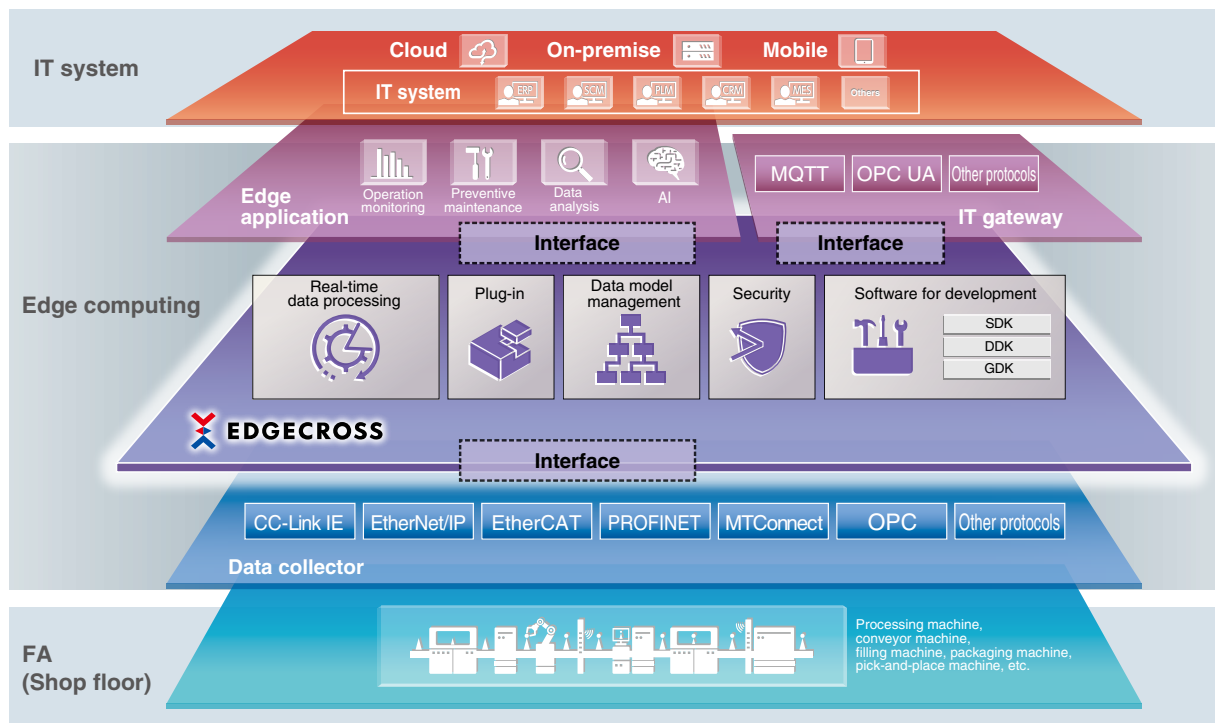 IT system
Cloud
On-premise
Mobile
IT system
ERP
SCM
PLM
CRM
MES
Others
Edge computing
Operation
monitoring
Preventive
maintenance
Data
analysis
AI
Edge
application
MQTT
OPC UA
Other protocols
IT gateway
Interface
Interface
Real-time
data processing
Plug-in
Data model
management
Security
Software for development
SDK
DDK
GDK
EDGECROSS
Interface
CC-Link IE
EtherNet/IP
EtherCAT
PROFINET
MTConnect
OPC
Other protocols
Data collector
FA
(Shop floor)
Processing machine,
conveyor machine,
filling machine, packaging machine,
pick-and-place machine, etc.